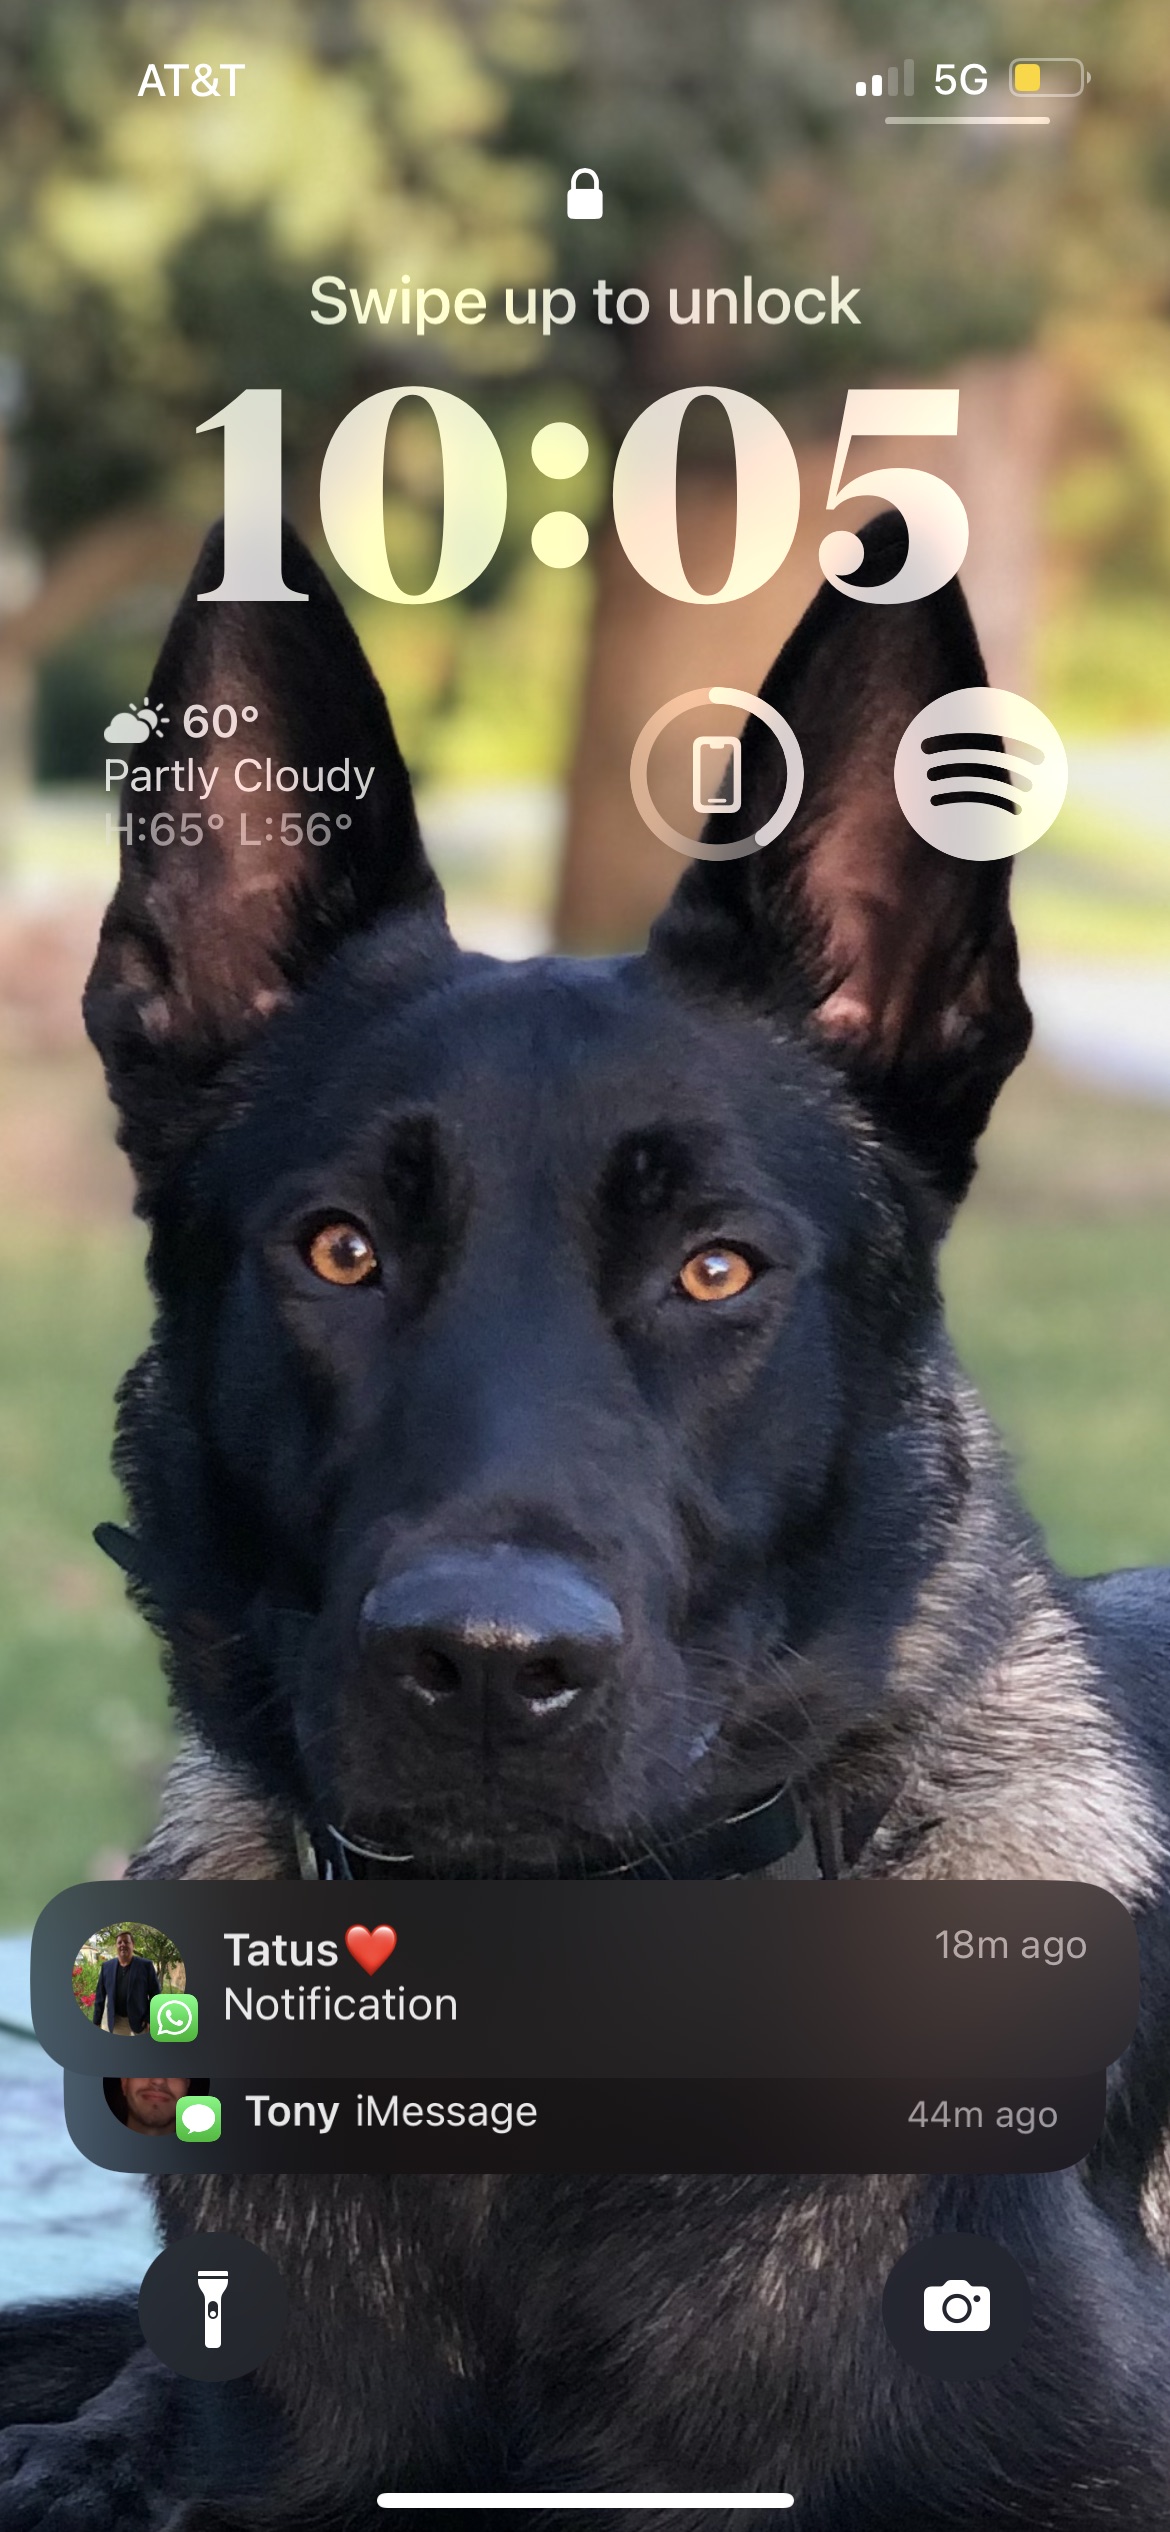 AT&T 5G
Swipe up to unlock
10:05
60°
Partly Cloudy
H:65° L:56°
Tatus❤️ 18m ago
Notification
Tony iMessage 44m ago